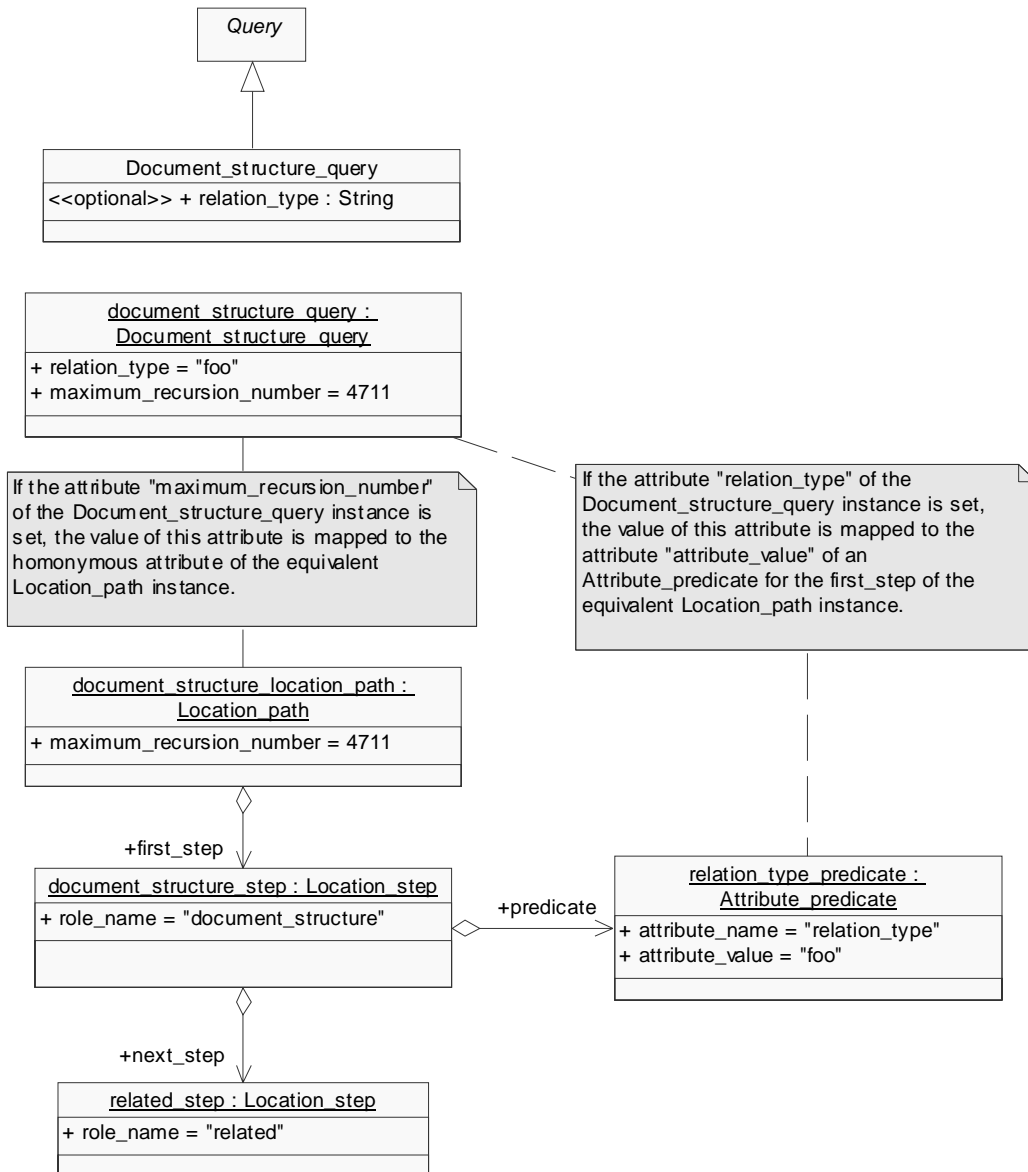 Query
Document_structure_query
<<optional>> + relation_type : String
document_structure_query :
Document_structure_query
+ relation_type = "foo"
+ maximum_recursion_number = 4711
If the attribute "maximum_recursion_number"
of the Document_structure_query instance is
set, the value of this attribute is mapped to the
homonymous attribute of the equivalent
Location_path instance.
If the attribute "relation_type" of the
Document_structure_query instance is set,
the value of this attribute is mapped to the
attribute "attribute_value" of an
Attribute_predicate for the first_step of the
equivalent Location_path instance.
document_structure_location_path :
Location_path
+ maximum_recursion_number = 4711
+first_step
document_structure_step : Location_step
+ role_name = "document_structure"
+predicate
relation_type_predicate :
Attribute_predicate
+ attribute_name = "relation_type"
+ attribute_value = "foo"
+next_step
related_step : Location_step
+ role_name = "related"